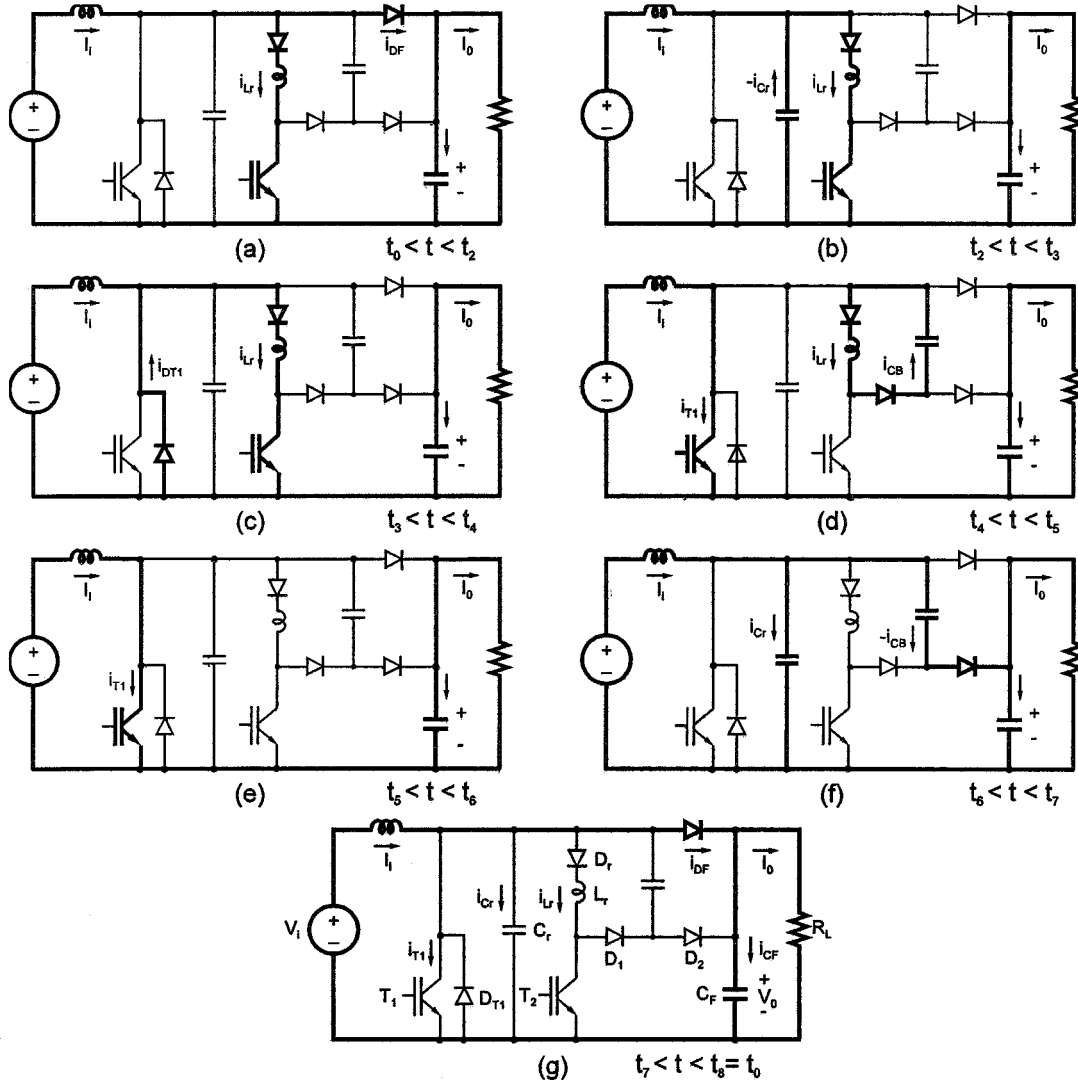 I_i i_DF I_0
i_Lr
+ −
+ -
(a) t_0 < t < t_2
I_i I_0
-i_Cr i_Lr
+ −
+ -
(b) t_2 < t < t_3
I_i I_0
i_DT1 i_Lr
+ −
+ -
(c) t_3 < t < t_4
I_i I_0
i_Lr i_CB
i_T1
+ −
+ -
(d) t_4 < t < t_5
I_i I_0
i_T1
+ −
+ -
(e) t_5 < t < t_6
I_i I_0
i_Cr -i_CB
+ −
+ -
(f) t_6 < t < t_7
I_i i_DF I_0
D_r
i_Cr i_Lr L_r
V_i + − C_r R_L
i_T1 D_1 D_2 i_CF
T_1 D_T1 T_2 C_F + V_0 -
(g) t_7 < t < t_8 = t_0